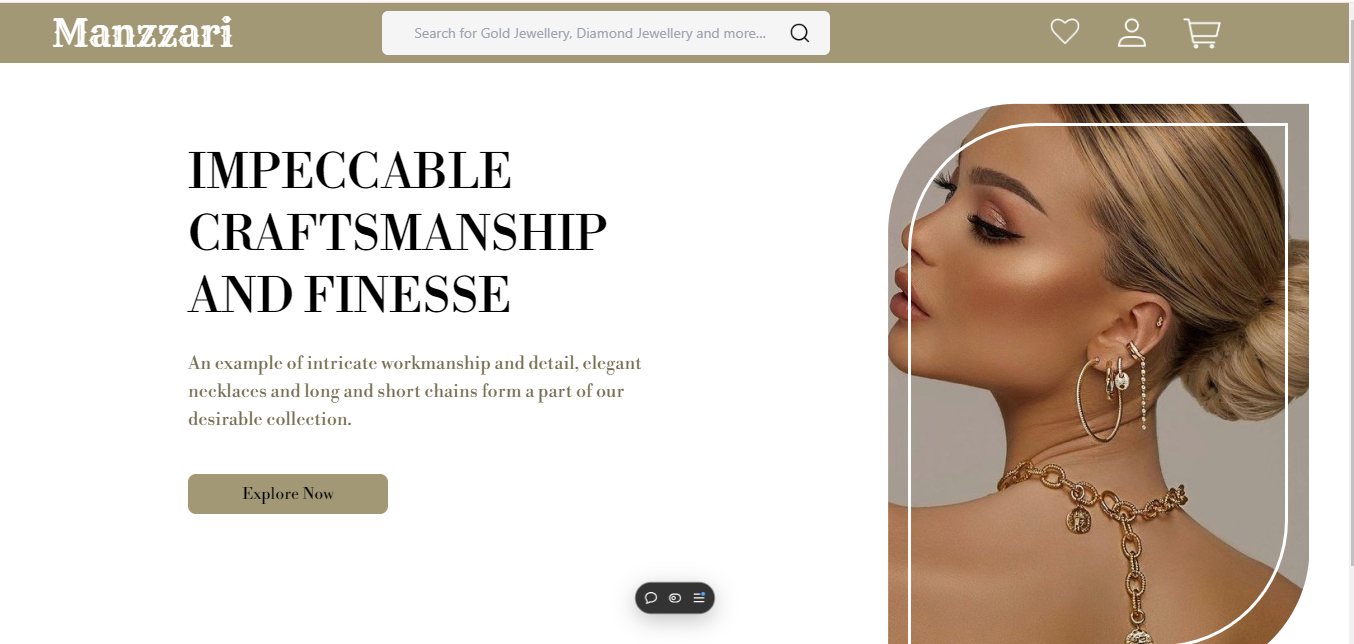 Manzzari
Search for Gold Jewellery, Diamond Jewellery and more...
IMPECCABLE
CRAFTSMANSHIP
AND FINESSE
An example of intricate workmanship and detail, elegant
necklaces and long and short chains form a part of our
desirable collection.
Explore Now